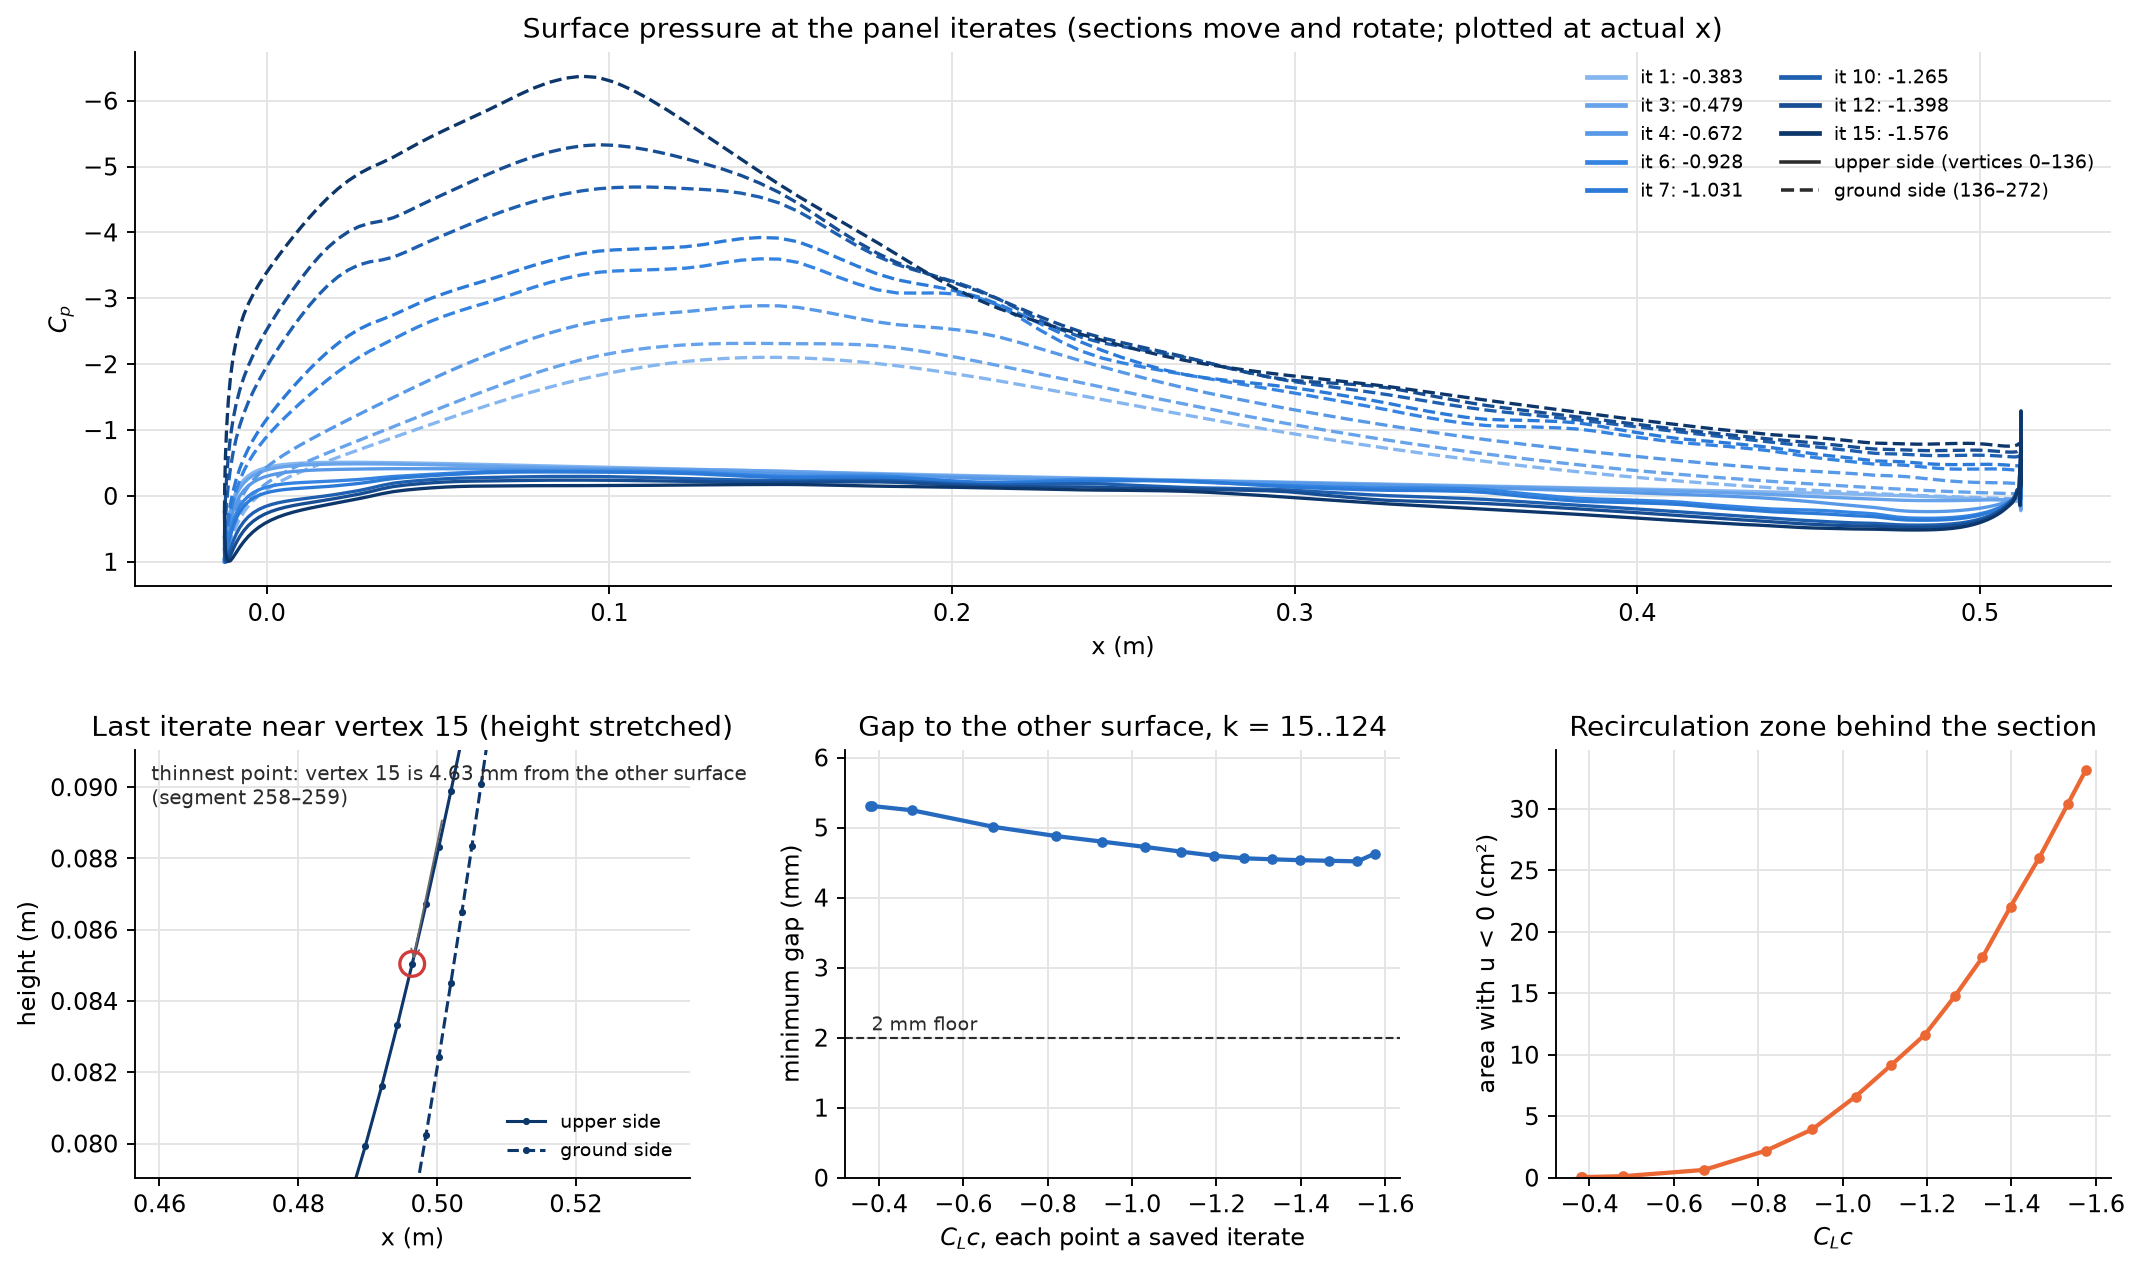 Surface pressure at the panel iterates (sections move and rotate; plotted at actual x)
−6
−5
−4
−3
−2
−1
0
1
Cp
it 1: -0.383
it 3: -0.479
it 4: -0.672
it 6: -0.928
it 7: -1.031
it 10: -1.265
it 12: -1.398
it 15: -1.576
upper side (vertices 0–136)
ground side (136–272)
0.0 0.1 0.2 0.3 0.4 0.5
x (m)
Last iterate near vertex 15 (height stretched)
thinnest point: vertex 15 is 4.63 mm from the other surface
(segment 258–259)
0.090
0.088
0.086
0.084
0.082
0.080
height (m)
upper side
ground side
0.46 0.48 0.50 0.52
x (m)
Gap to the other surface, k = 15..124
6
5
4
3
2
1
0
minimum gap (mm)
2 mm floor
−0.4 −0.6 −0.8 −1.0 −1.2 −1.4 −1.6
CLc, each point a saved iterate
Recirculation zone behind the section
30
25
20
15
10
5
0
area with u < 0 (cm²)
−0.4 −0.6 −0.8 −1.0 −1.2 −1.4 −1.6
CLc